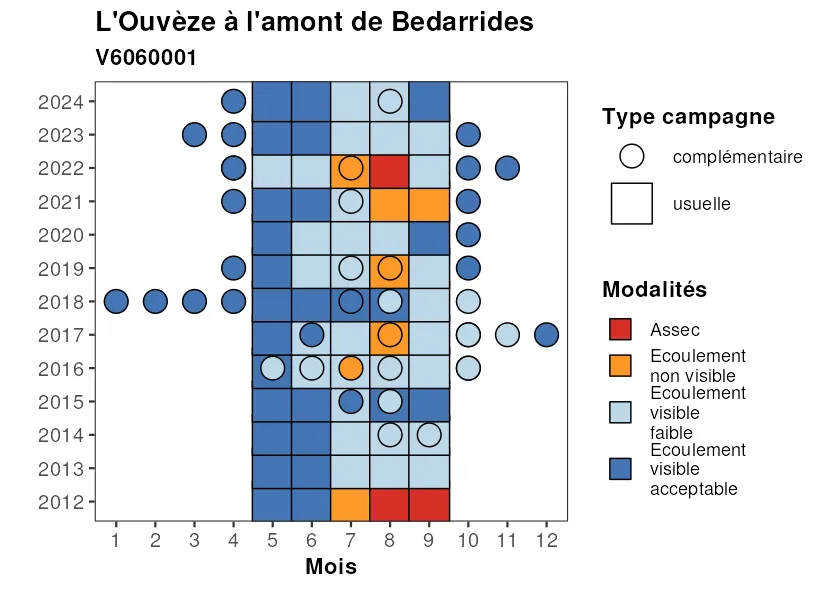 L'Ouvèze à l'amont de Bedarrides
V6060001
2024
2023
2022
2021
2020
2019
2018
2017
2016
2015
2014
2013
2012
1 2 3 4 5 6 7 8 9 10 11 12
Mois
Type campagne
complémentaire
usuelle
Modalités
Assec
Ecoulement
non visible
Ecoulement
visible
faible
Ecoulement
visible
acceptable